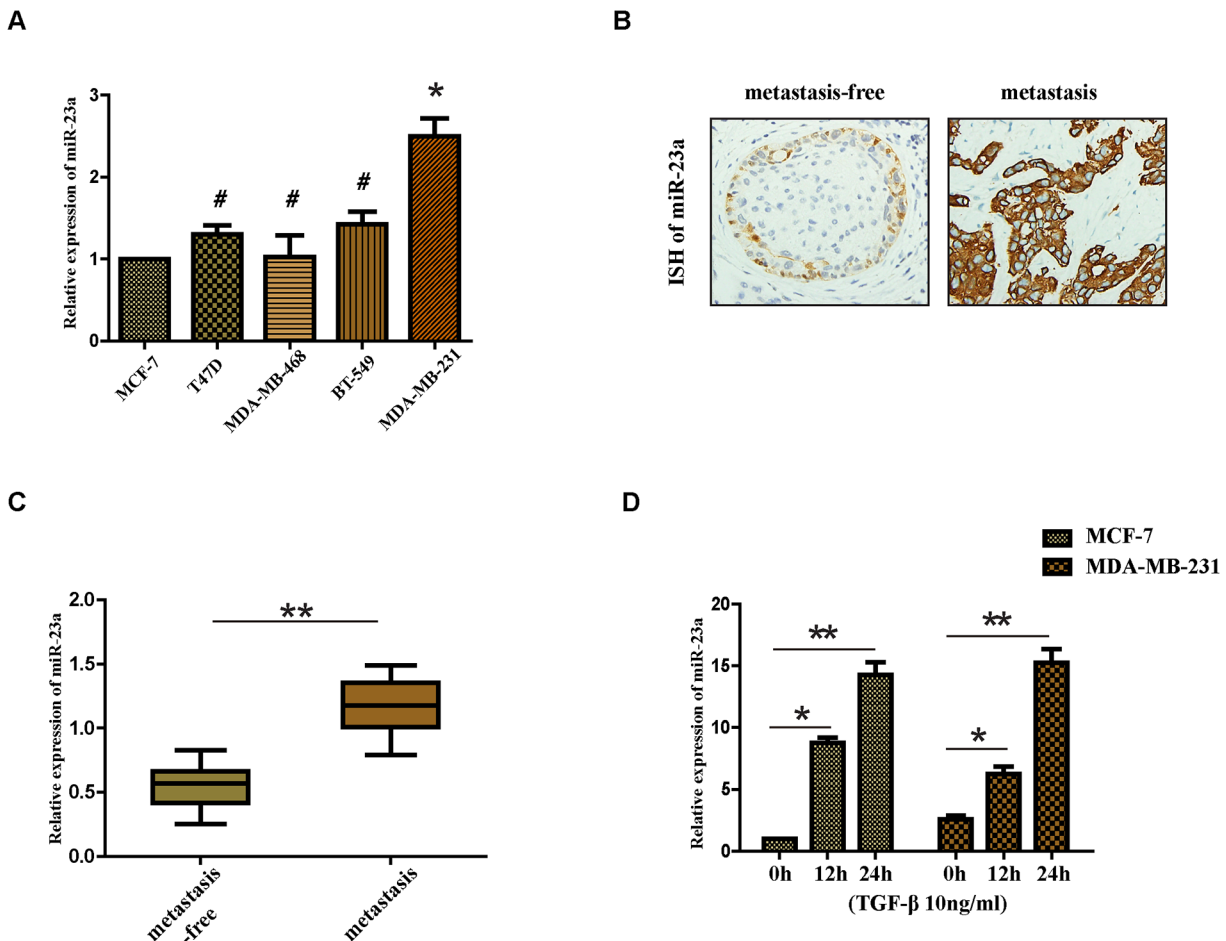 A
Relative expression of miR-23a
3
2
1
0
#
#
#
*
MCF-7
T47D
MDA-MB-468
BT-549
MDA-MB-231
B
metastasis-free
metastasis
ISH of miR-23a
C
Relative expression of miR-23a
2.0
1.5
1.0
0.5
0.0
**
metastasis
-free
metastasis
D
MCF-7
MDA-MB-231
Relative expression of miR-23a
20
15
10
5
0
*
**
*
**
0h 12h 24h 0h 12h 24h
(TGF-β 10ng/ml)